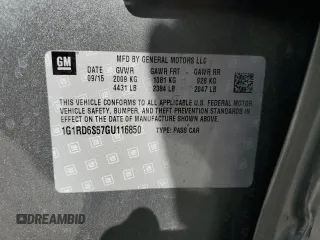 GM
MFD BY GENERAL MOTORS LLC
DATE GVWR GAWR FRT GAWR RR
09/15 2009 KG 1081 KG 928 KG
4431 LB 2384 LB 2047 LB
THIS VEHICLE CONFORMS TO ALL APPLICABLE U.S. FEDERAL MOTOR
VEHICLE SAFETY, BUMPER, AND THEFT PREVENTION STANDARDS
IN EFFECT ON THE DATE OF MANUFACTURE SHOWN ABOVE.
1G1RD6S57GU116850 TYPE: PASS CAR
DREAMBID